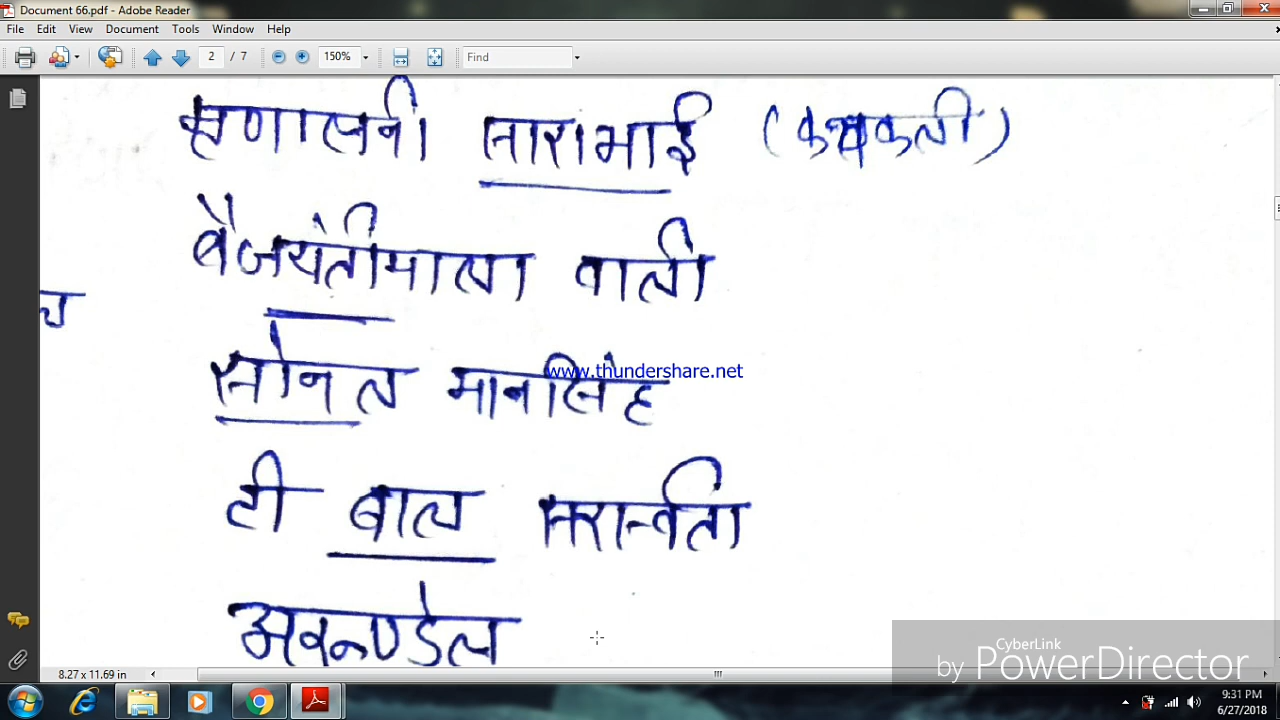 Document 66.pdf - Adobe Reader
File Edit View Document Tools Window Help
2 / 7 150% Find
मृणालिनी साराभाई (कथकली)
बैजयंतीमाला बाली
च
सोनल मानसिंह
www.thundershare.net
टी बाल सरस्वती
8.27 x 11.69 in
CyberLink
by PowerDirector
9:31 PM
6/27/2018